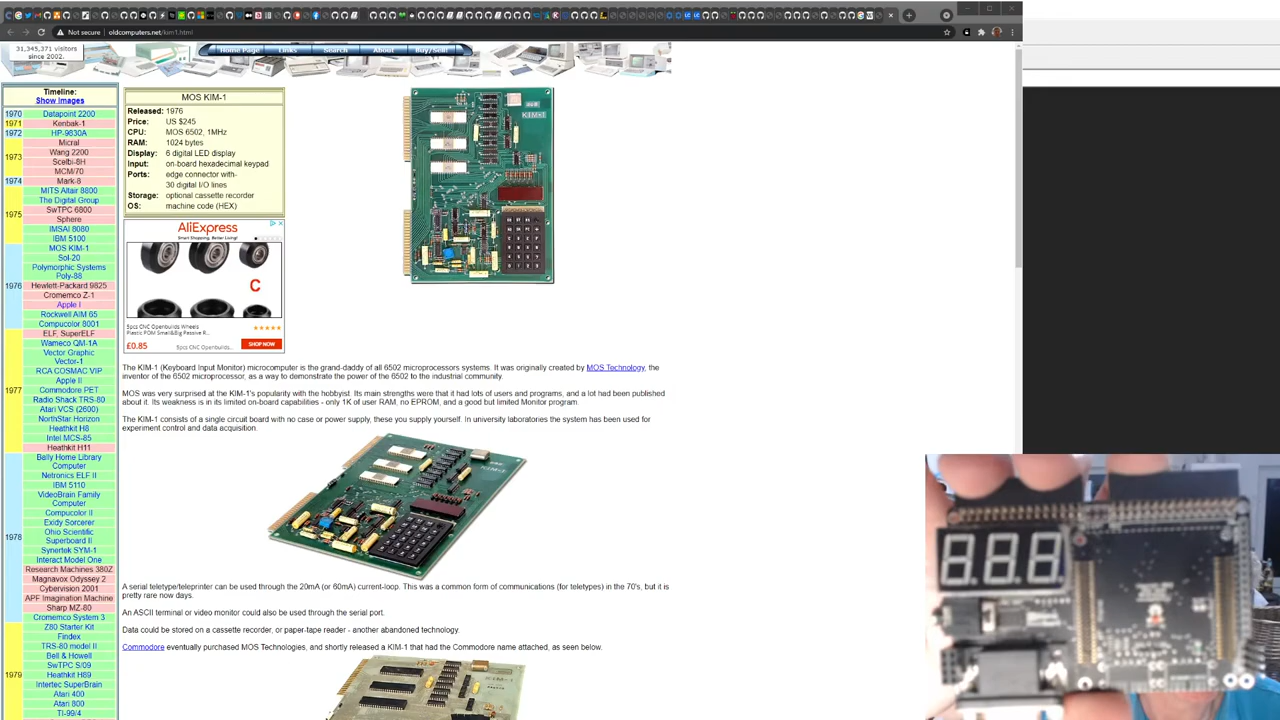 Not secure | oldcomputers.net/kim1.html
31,345,371 visitors
since 2002.
Home Page
Links
Search
About
Buy/Sell!
Timeline:
Show Images
1970 Datapoint 2200
1971 Kenbak-1
1972 HP-9830A
1973
Micral
Wang 2200
Scelbi-8H
MCM/70
1974 Mark-8
1975
MITS Altair 8800
The Digital Group
SwTPC 6800
Sphere
IMSAI 8080
IBM 5100
1976
MOS KIM-1
Sol-20
Polymorphic Systems
Poly-88
Hewlett-Packard 9825
Cromemco Z-1
Apple I
Rockwell AIM 65
Compucolor 8001
1977
ELF, SuperELF
Wameco QM-1A
Vector Graphic
Vector-1
RCA COSMAC VIP
Apple II
Commodore PET
Radio Shack TRS-80
Atari VCS (2600)
NorthStar Horizon
Heathkit H8
Intel MCS-85
Heathkit H11
1978
Bally Home Library
Computer
Netronics ELF II
IBM 5110
VideoBrain Family
Computer
Compucolor II
Exidy Sorcerer
Ohio Scientific
Superboard II
Synertek SYM-1
Interact Model One
Research Machines 380Z
Magnavox Odyssey 2
Cybervision 2001
APF Imagination Machine
Sharp MZ-80
Cromemco System 3
1979
Z80 Starter Kit
Findex
TRS-80 model II
Bell & Howell
SwTPC S/09
Heathkit H89
Intertec SuperBrain
Atari 400
Atari 800
TI-99/4
MOS KIM-1
Released: 1976
Price: US $245
CPU: MOS 6502, 1MHz
RAM: 1024 bytes
Display: 6 digital LED display
Input: on-board hexadecimal keypad
Ports: edge connector with-
30 digital I/O lines
Storage: optional cassette recorder
OS: machine code (HEX)
AliExpress
Smart Shopping, Better Living!
C
5pcs CNC Openbuilds Wheels
Plastic POM Small&Big Passive R...
£0.85
5pcs CNC Openbuilds...
SHOP NOW
KIM-1
The KIM-1 (Keyboard Input Monitor) microcomputer is the grand-daddy of all 6502 microprocessors systems. It was originally created by MOS Technology, the
inventor of the 6502 microprocessor, as a way to demonstrate the power of the 6502 to the industrial community.
MOS was very surprised at the KIM-1's popularity with the hobbyist. Its main strengths were that it had lots of users and programs, and a lot had been published
about it. Its weakness is in its limited on-board capabilities - only 1K of user RAM, no EPROM, and a good but limited Monitor program.
The KIM-1 consists of a single circuit board with no case or power supply, these you supply yourself. In university laboratories the system has been used for
experiment control and data acquisition.
KIM-1
A serial teletype/teleprinter can be used through the 20mA (or 60mA) current-loop. This was a common form of communications (for teletypes) in the 70's, but it is
pretty rare now days.
An ASCII terminal or video monitor could also be used through the serial port.
Data could be stored on a cassette recorder, or paper-tape reader - another abandoned technology.
Commodore eventually purchased MOS Technologies, and shortly released a KIM-1 that had the Commodore name attached, as seen below.
KIM-1